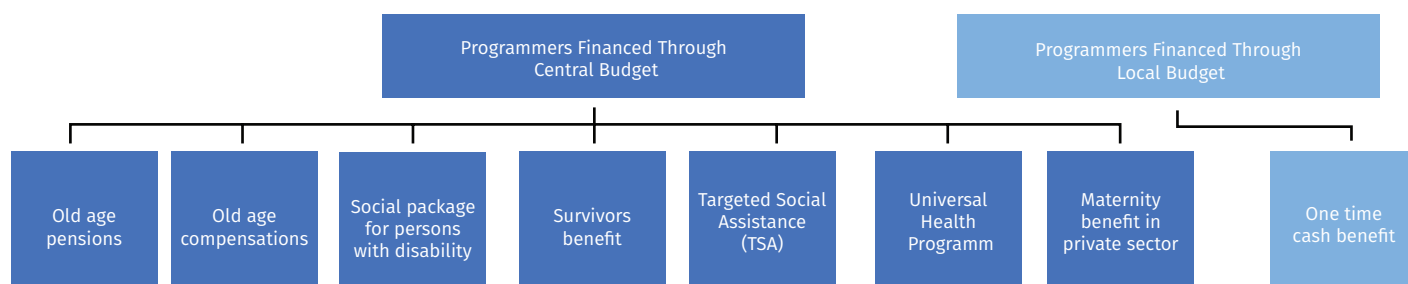 Programmers Financed Through
Central Budget
Programmers Financed Through
Local Budget
Old age
pensions
Old age
compensations
Social package
for persons
with disability
Survivors
benefit
Targeted Social
Assistance
(TSA)
Universal
Health
Programm
Maternity
benefit in
private sector
One time
cash benefit